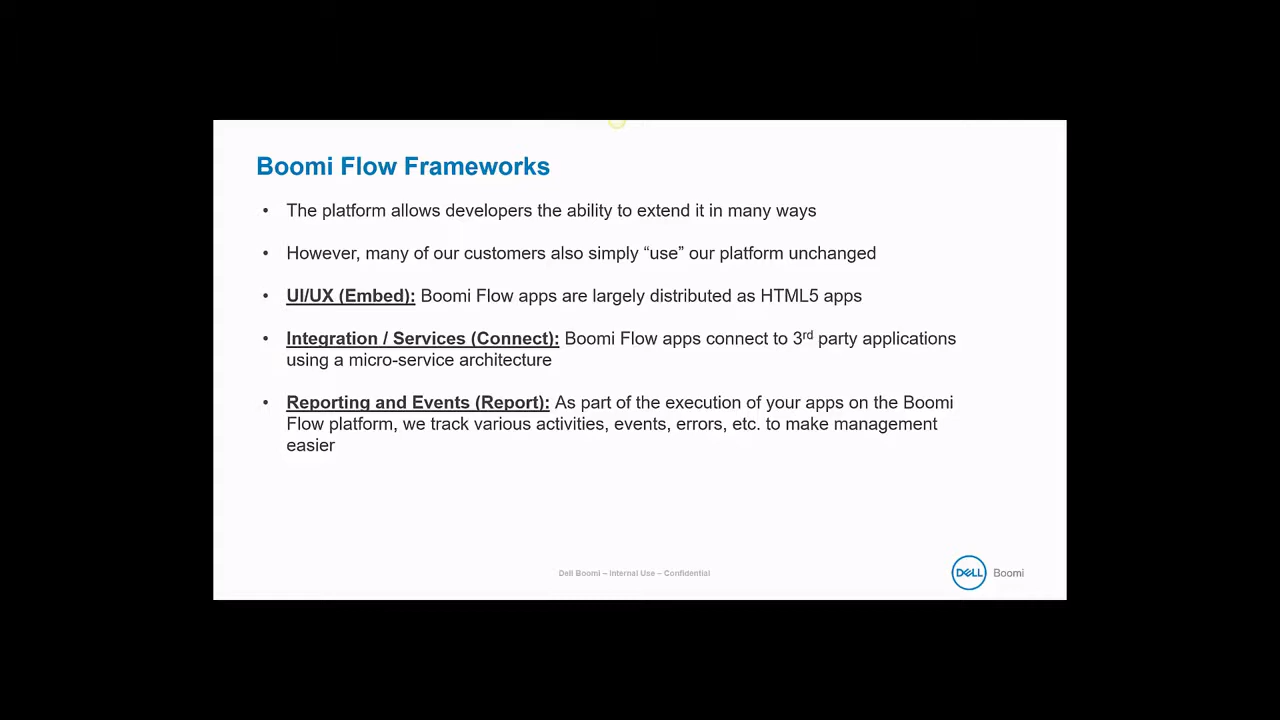 Boomi Flow Frameworks
• The platform allows developers the ability to extend it in many ways
• However, many of our customers also simply “use” our platform unchanged
• UI/UX (Embed): Boomi Flow apps are largely distributed as HTML5 apps
• Integration / Services (Connect): Boomi Flow apps connect to 3rd party applications
using a micro-service architecture
• Reporting and Events (Report): As part of the execution of your apps on the Boomi
Flow platform, we track various activities, events, errors, etc. to make management
easier
Dell Boomi – Internal Use – Confidential
DELL Boomi